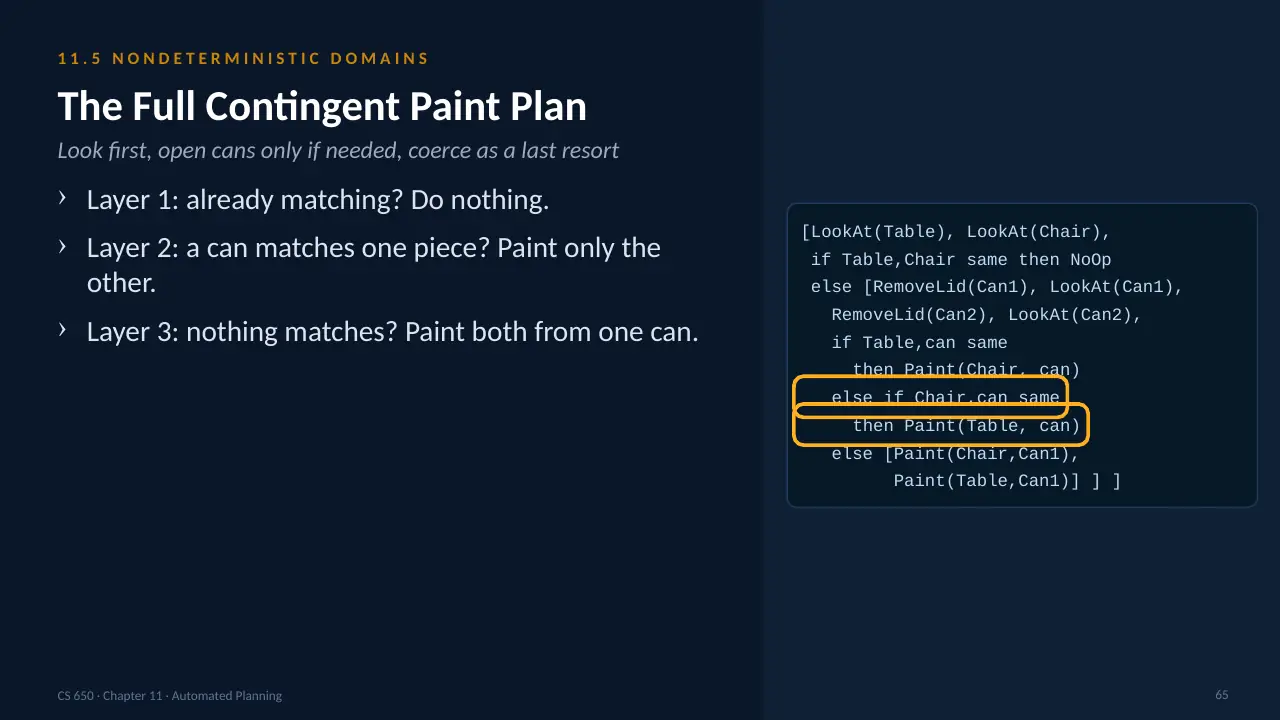 11.5 NONDETERMINISTIC DOMAINS
The Full Contingent Paint Plan
Look first, open cans only if needed, coerce as a last resort
› Layer 1: already matching? Do nothing.
› Layer 2: a can matches one piece? Paint only the
other.
› Layer 3: nothing matches? Paint both from one can.
[LookAt(Table), LookAt(Chair),
if Table,Chair same then NoOp
else [RemoveLid(Can1), LookAt(Can1),
RemoveLid(Can2), LookAt(Can2),
if Table,can same
then Paint(Chair, can)
else if Chair,can same
then Paint(Table, can)
else [Paint(Chair,Can1),
Paint(Table,Can1)] ] ]
CS 650 · Chapter 11 · Automated Planning
65